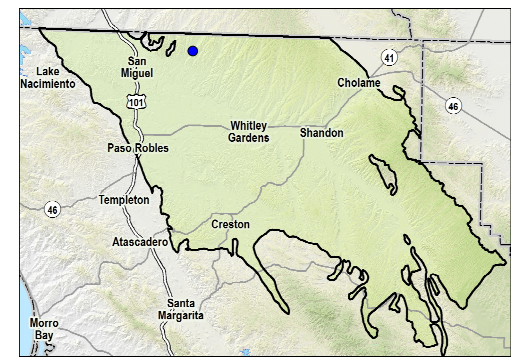 San
Miguel
41
Lake
Nacimiento
Cholame
101
46
Whitley
Gardens
Shandon
Paso Robles
Templeton
46
Creston
Atascadero
Santa
Margarita
Morro
Bay